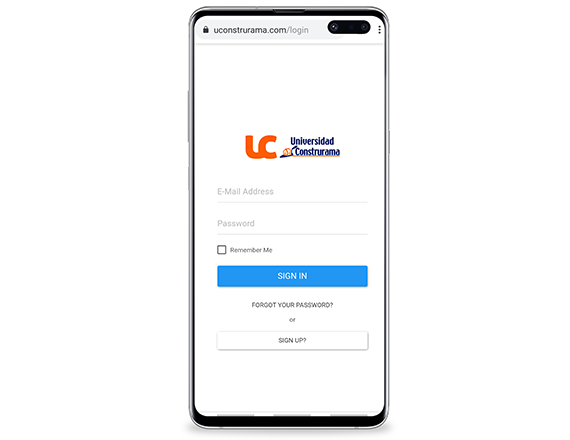 uconstrurama.com/login
UC Universidad
Construrama
E-Mail Address
Password
Remember Me
SIGN IN
FORGOT YOUR PASSWORD?
or
SIGN UP?